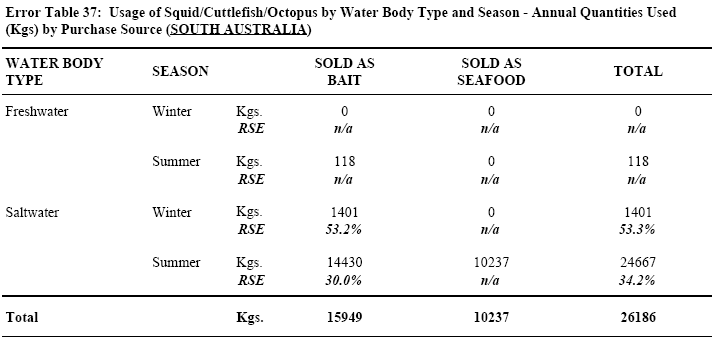 Error Table 37: Usage of Squid/Cuttlefish/Octopus by Water Body Type and Season - Annual Quantities Used
(Kgs) by Purchase Source (SOUTH AUSTRALIA)
WATER BODY TYPE SEASON SOLD AS BAIT SOLD AS SEAFOOD TOTAL
Freshwater Winter Kgs. 0 0 0
RSE n/a n/a n/a
Summer Kgs. 118 0 118
RSE n/a n/a n/a
Saltwater Winter Kgs. 1401 0 1401
RSE 53.2% n/a 53.3%
Summer Kgs. 14430 10237 24667
RSE 30.0% n/a 34.2%
Total Kgs. 15949 10237 26186